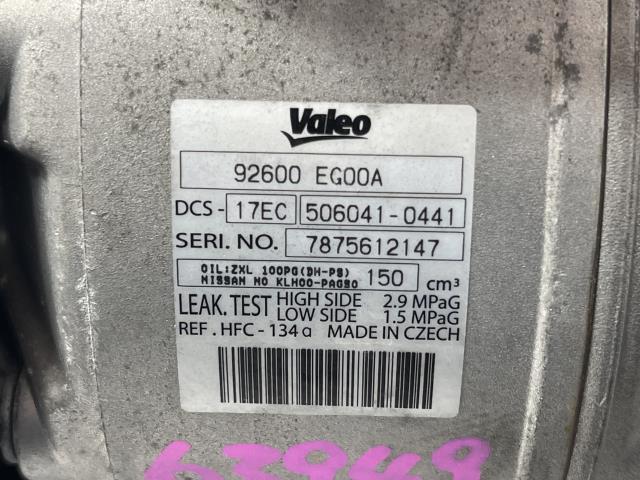 Valeo
92600 EG00A
DCS - 17EC 506041-0441
SERI. NO. 7875612147
OIL:ZXL 100PG(DH-PS) 150 cm³
NISSAN NO KLH00-PAGS0
LEAK. TEST HIGH SIDE 2.9 MPaG
LOW SIDE 1.5 MPaG
REF. HFC - 134a MADE IN CZECH
63949